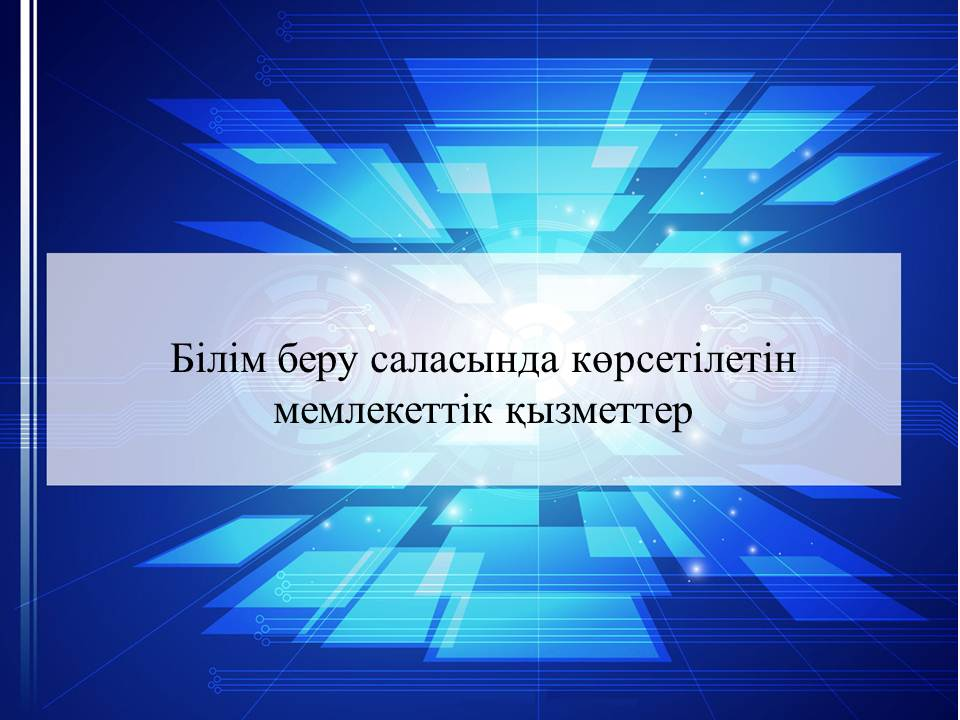 Білім беру саласында көрсетілетін
мемлекеттік қызметтер